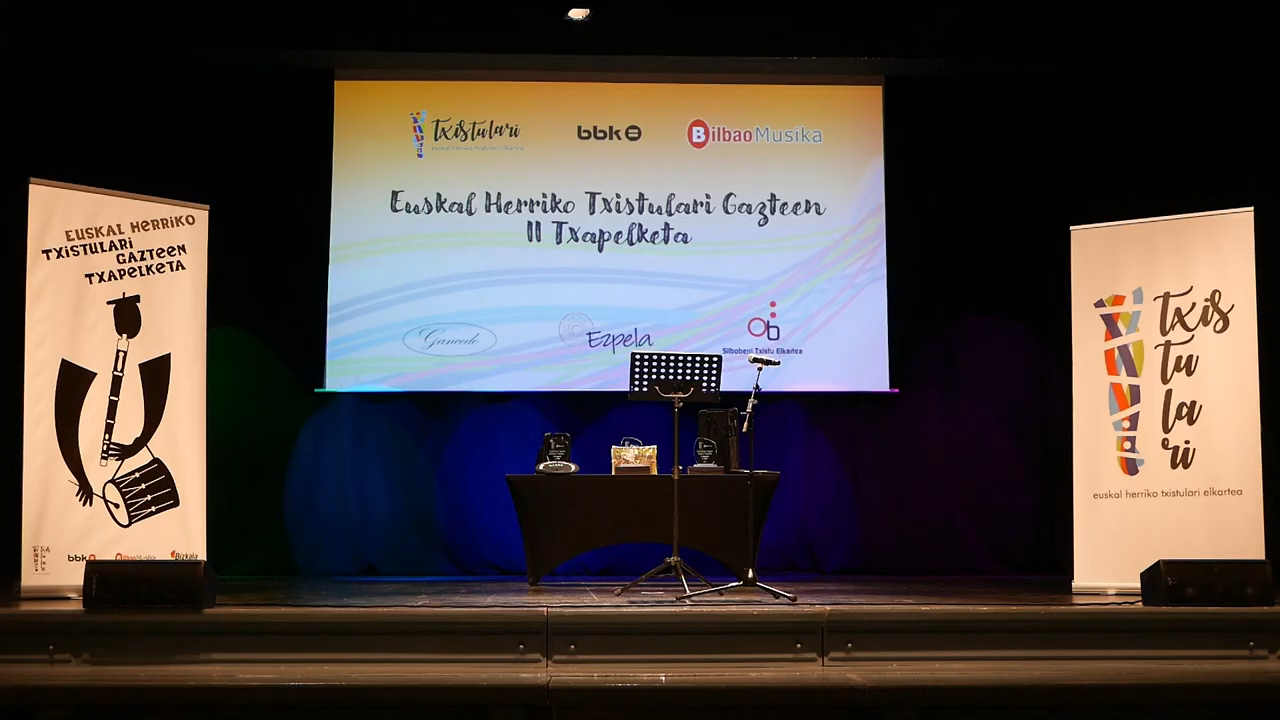 Txistulari
euskal herriko txistulari elkartea
bbk
BilbaoMusika
Euskal Herriko Txistulari Gazteen
II Txapelketa
Gancedo
Ezpela
Silboberri Txistu Elkartea
EUSKAL HERRIKO
TXISTULARI
GAZTEEN
TXAPELKETA
bbk
BilbaoMusika
Bizkaia
Txis
tu
la
ri
euskal herriko txistulari elkartea